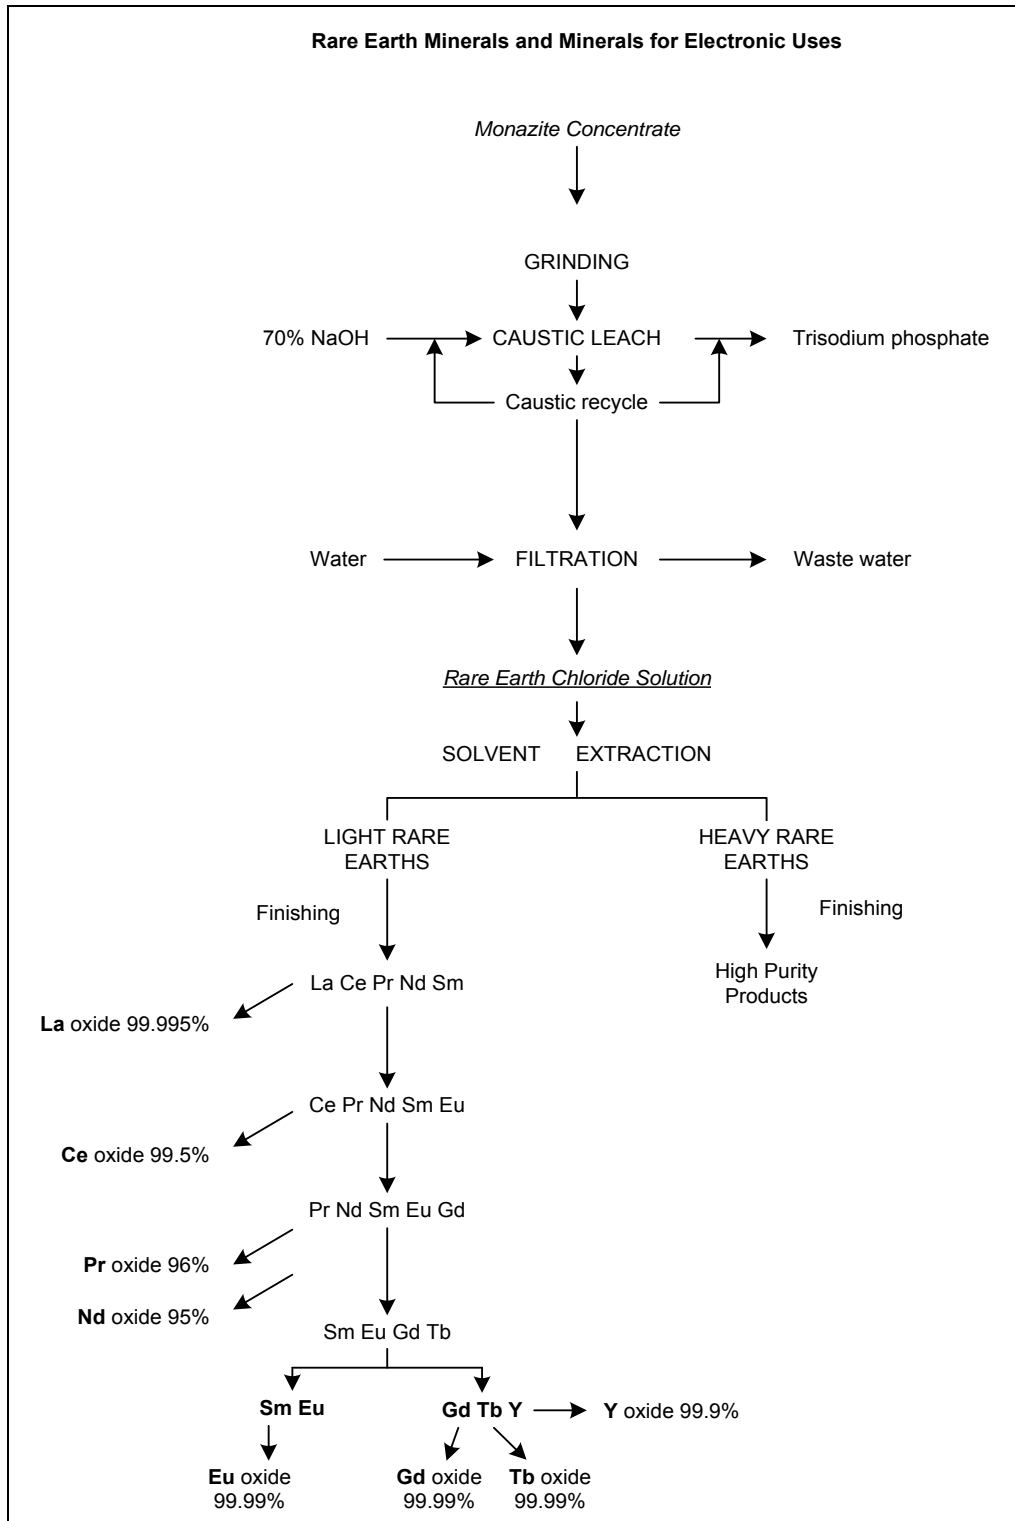 Rare Earth Minerals and Minerals for Electronic Uses
Monazite Concentrate
GRINDING
70% NaOH
CAUSTIC LEACH
Trisodium phosphate
Caustic recycle
Water
FILTRATION
Waste water
Rare Earth Chloride Solution
SOLVENT EXTRACTION
LIGHT RARE
EARTHS
HEAVY RARE
EARTHS
Finishing
Finishing
La Ce Pr Nd Sm
High Purity
Products
La oxide 99.995%
Ce Pr Nd Sm Eu
Ce oxide 99.5%
Pr Nd Sm Eu Gd
Pr oxide 96%
Nd oxide 95%
Sm Eu Gd Tb
Sm Eu
Gd Tb Y
Y oxide 99.9%
Eu oxide
99.99%
Gd oxide
99.99%
Tb oxide
99.99%